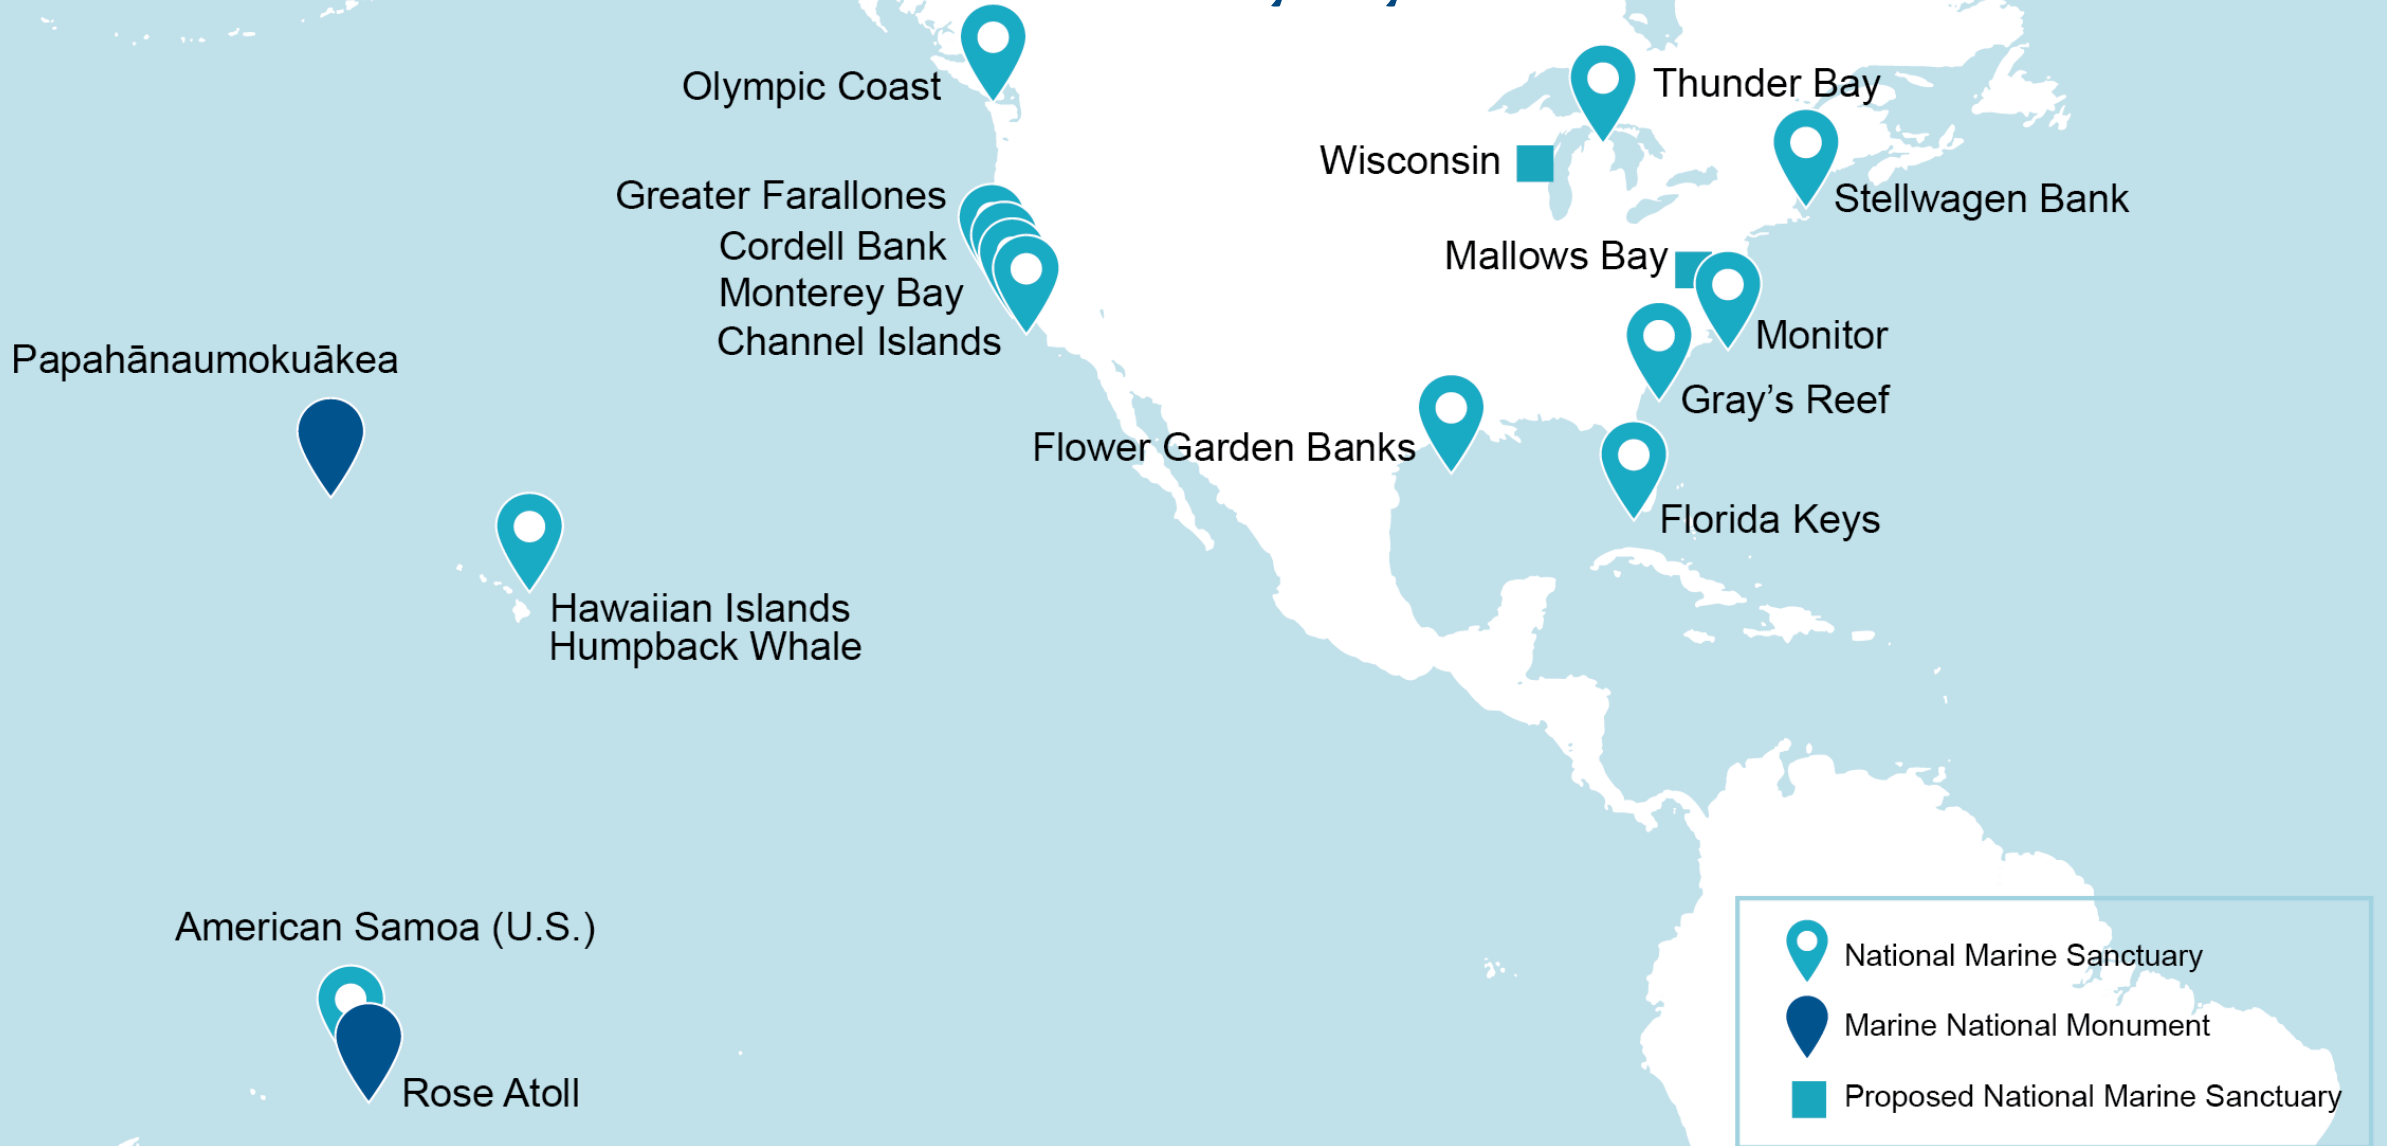 Olympic Coast
Thunder Bay
Wisconsin
Stellwagen Bank
Greater Farallones
Cordell Bank
Monterey Bay
Channel Islands
Mallows Bay
Monitor
Gray’s Reef
Papahānaumokuākea
Flower Garden Banks
Florida Keys
Hawaiian Islands
Humpback Whale
American Samoa (U.S.)
Rose Atoll
National Marine Sanctuary
Marine National Monument
Proposed National Marine Sanctuary